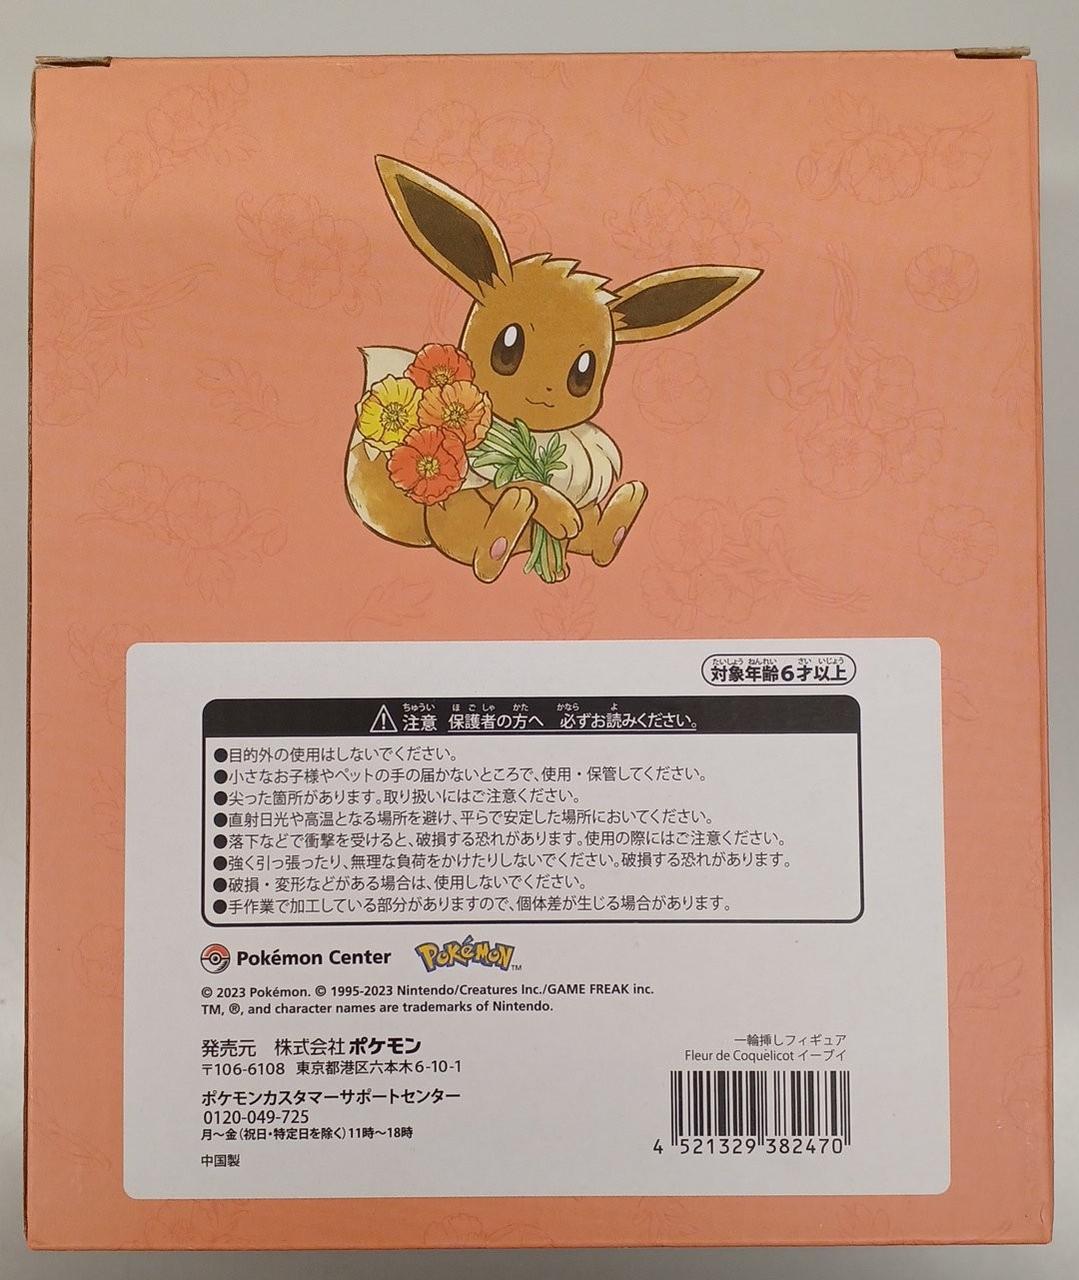 対象年齢6才以上
たいしょう ねんれい さい いじょう
注意 保護者の方へ 必ずお読みください。
ちゅうい ほごしゃ かた かなら よ
●目的外の使用はしないでください。
●小さなお子様やペットの手の届かないところで、使用・保管してください。
●尖った箇所があります。取り扱いにはご注意ください。
●直射日光や高温となる場所を避け、平らで安定した場所においてください。
●落下などで衝撃を受けると、破損する恐れがあります。使用の際にはご注意ください。
●強く引っ張ったり、無理な負荷をかけたりしないでください。破損する恐れがあります。
●破損・変形などがある場合は、使用しないでください。
●手作業で加工している部分がありますので、個体差が生じる場合があります。
Pokémon Center POKéMON TM
© 2023 Pokémon. © 1995-2023 Nintendo/Creatures Inc./GAME FREAK inc.
TM, ®, and character names are trademarks of Nintendo.
発売元 株式会社ポケモン
〒106-6108 東京都港区六本木6-10-1
ポケモンカスタマーサポートセンター
0120-049-725
月〜金(祝日・特定日を除く)11時〜18時
中国製
一輪挿しフィギュア
Fleur de Coquelicot イーブイ
4 521329 382470